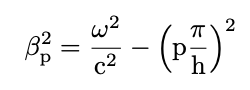 β_p^2 = ω^2/c^2 − (p π/h)^2